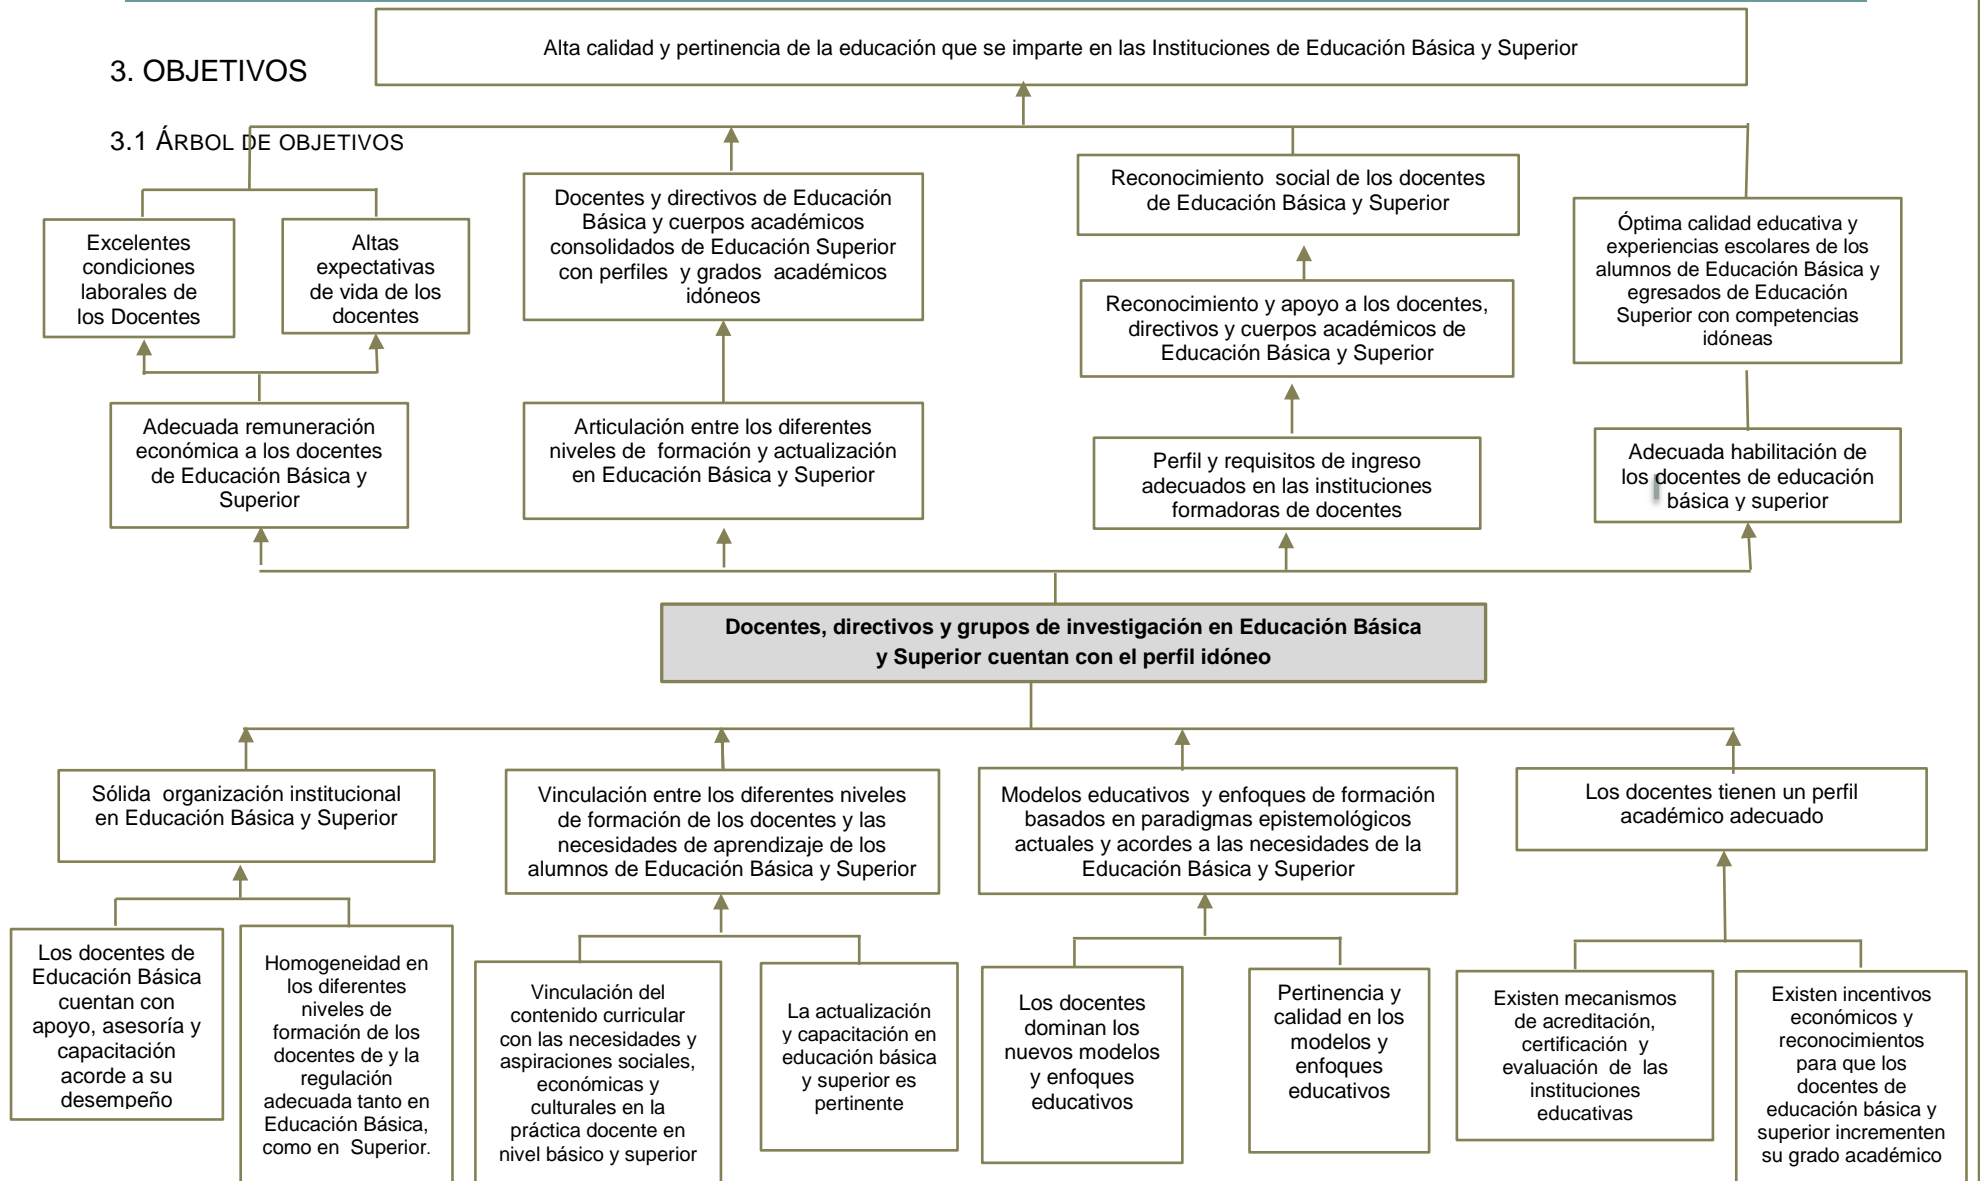 Alta calidad y pertinencia de la educación que se imparte en las Instituciones de Educación Básica y Superior
3. OBJETIVOS
3.1 ÁRBOL DE OBJETIVOS
Excelentes
condiciones
laborales de
los Docentes
Altas
expectativas
de vida de los
docentes
Docentes y directivos de Educación
Básica y cuerpos académicos
consolidados de Educación Superior
con perfiles y grados académicos
idóneos
Reconocimiento social de los docentes
de Educación Básica y Superior
Reconocimiento y apoyo a los docentes,
directivos y cuerpos académicos de
Educación Básica y Superior
Óptima calidad educativa y
experiencias escolares de los
alumnos de Educación Básica y
egresados de Educación
Superior con competencias
idóneas
Adecuada remuneración
económica a los docentes
de Educación Básica y
Superior
Articulación entre los diferentes
niveles de formación y actualización
en Educación Básica y Superior
Perfil y requisitos de ingreso
adecuados en las instituciones
formadoras de docentes
Adecuada habilitación de
los docentes de educación
básica y superior
Docentes, directivos y grupos de investigación en Educación Básica
y Superior cuentan con el perfil idóneo
Sólida organización institucional
en Educación Básica y Superior
Vinculación entre los diferentes niveles
de formación de los docentes y las
necesidades de aprendizaje de los
alumnos de Educación Básica y Superior
Modelos educativos y enfoques de formación
basados en paradigmas epistemológicos
actuales y acordes a las necesidades de la
Educación Básica y Superior
Los docentes tienen un perfil
académico adecuado
Los docentes de
Educación Básica
cuentan con
apoyo, asesoría y
capacitación
acorde a su
desempeño
Homogeneidad en
los diferentes
niveles de
formación de los
docentes de y la
regulación
adecuada tanto en
Educación Básica,
como en Superior.
Vinculación del
contenido curricular
con las necesidades y
aspiraciones sociales,
económicas y
culturales en la
práctica docente en
nivel básico y superior
La actualización
y capacitación en
educación básica
y superior es
pertinente
Los docentes
dominan los
nuevos modelos
y enfoques
educativos
Pertinencia y
calidad en los
modelos y
enfoques
educativos
Existen mecanismos
de acreditación,
certificación y
evaluación de las
instituciones
educativas
Existen incentivos
económicos y
reconocimientos
para que los
docentes de
educación básica y
superior incrementen
su grado académico